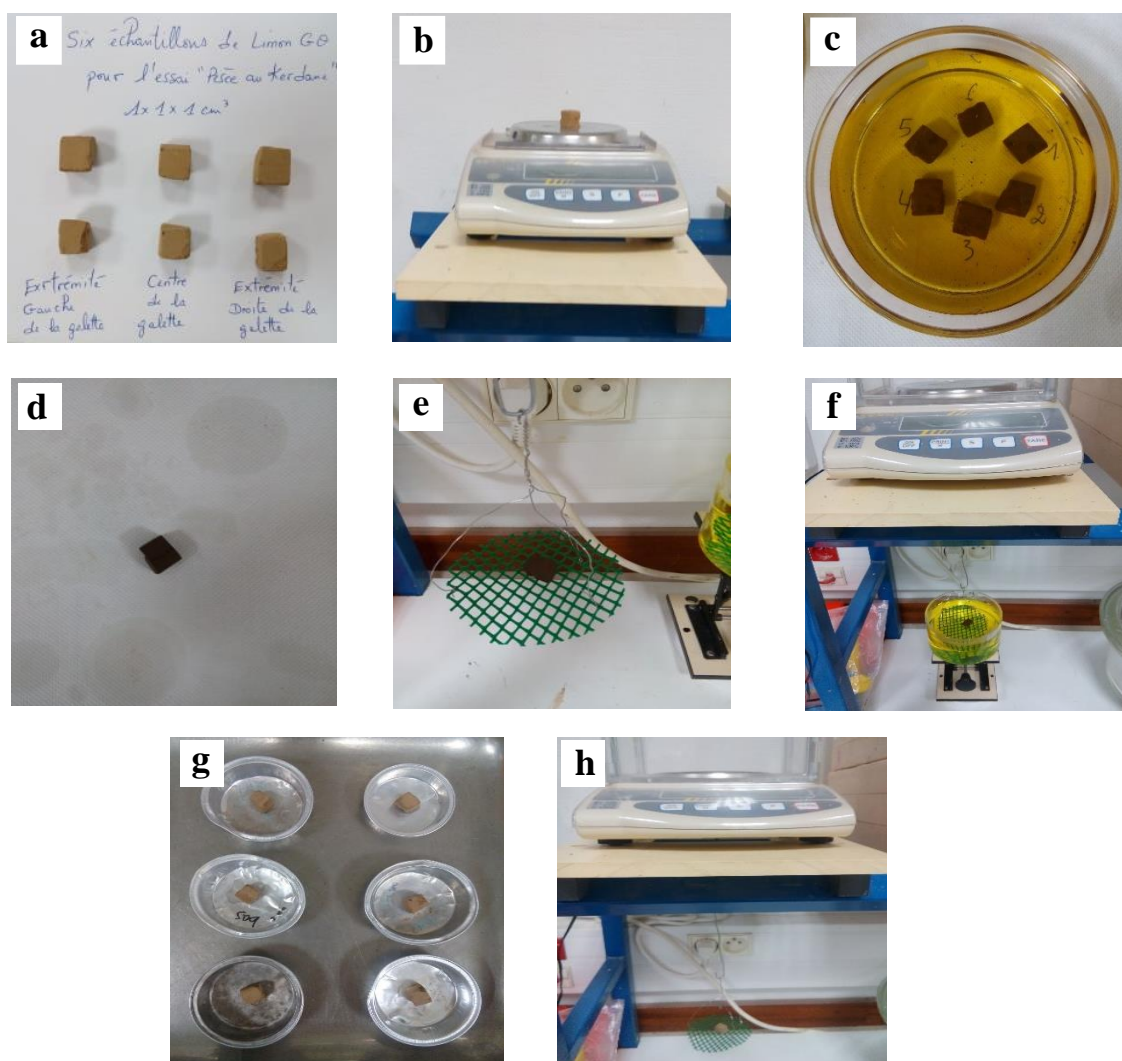 a
Six échantillons de Limon GO
pour l'essai "Pesée au Kerdane"
1x1x1 cm³
Extrémité
Gauche
de la galette
Centre
de la
galette
Extrémité
Droite de la
galette
b
c
6
5
1
4
2
3
d
e
f
g
509
h